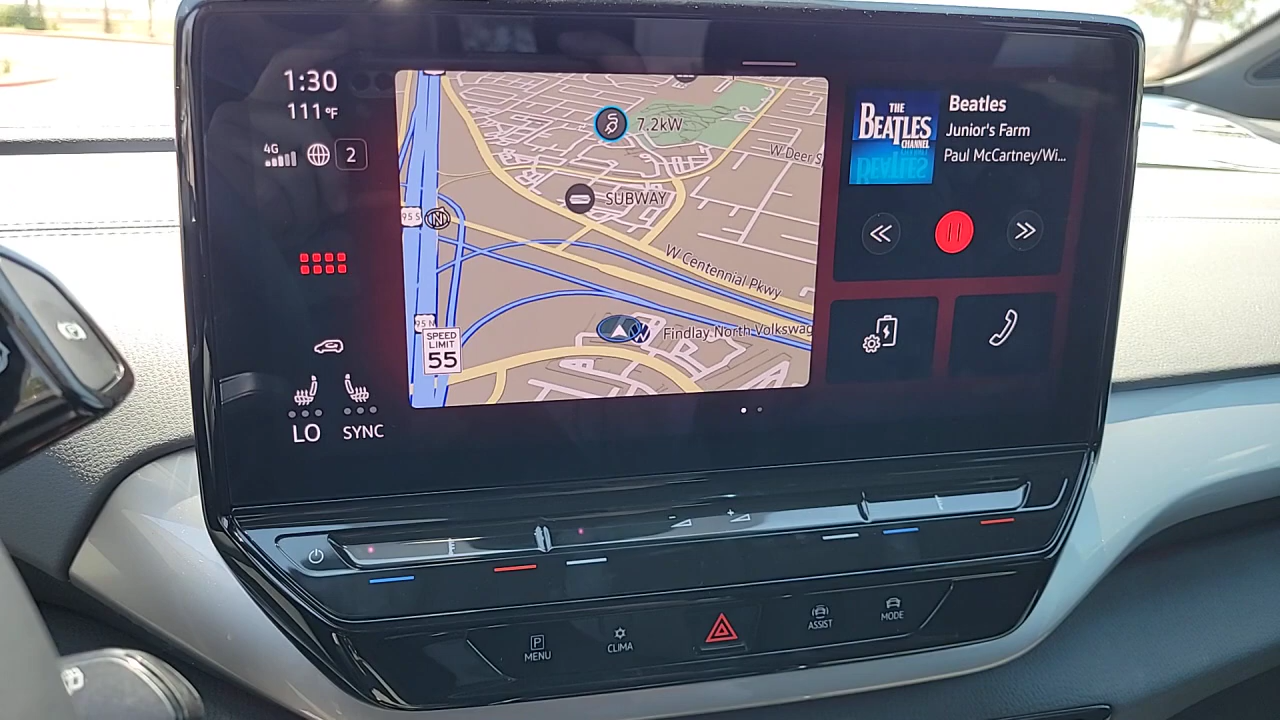 1:30
111°F
4G
2
LO
SYNC
7.2kW
W Deer S
SUBWAY
95 S
W Centennial Pkwy
95 N
Findlay North Volkswag
SPEED
LIMIT
55
THE
BEATLES
CHANNEL
Beatles
Junior's Farm
Paul McCartney/Wi...
P
MENU
CLIMA
ASSIST
MODE